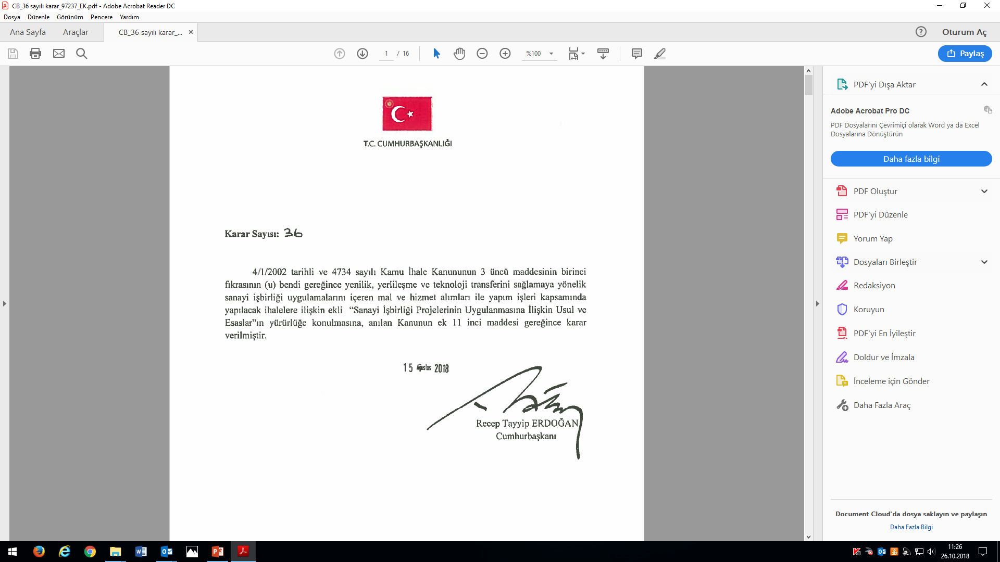 CB_36 sayılı karar_97237_EK.pdf - Adobe Acrobat Reader DC
Dosya Düzenle Görünüm Pencere Yardım
Ana Sayfa Araçlar CB_36 sayılı karar_... Oturum Aç
1 / 16 %100 Paylaş
T.C. CUMHURBAŞKANLIĞI
Karar Sayısı: 36
4/1/2002 tarihli ve 4734 sayılı Kamu İhale Kanununun 3 üncü maddesinin birinci
fıkrasının (u) bendi gereğince yenilik, yerlileşme ve teknoloji transferini sağlamaya yönelik
sanayi işbirliği uygulamalarını içeren mal ve hizmet alımları ile yapım işleri kapsamında
yapılacak ihalelere ilişkin ekli “Sanayi İşbirliği Projelerinin Uygulanmasına İlişkin Usul ve
Esaslar”ın yürürlüğe konulmasına, anılan Kanunun ek 11 inci maddesi gereğince karar
verilmiştir.
15 Ağustos 2018
Recep Tayyip ERDOĞAN
Cumhurbaşkanı
PDF'yi Dışa Aktar
Adobe Acrobat Pro DC
PDF Dosyalarını Çevrimiçi olarak Word ya da Excel
Dosyalarına Dönüştürün
Daha fazla bilgi
PDF Oluştur
PDF'yi Düzenle
Yorum Yap
Dosyaları Birleştir
Redaksiyon
Koruyun
PDF'yi En İyileştir
Doldur ve İmzala
İnceleme için Gönder
Daha Fazla Araç
Document Cloud'da dosya saklayın ve paylaşın
Daha Fazla Bilgi
11:26
26.10.2018